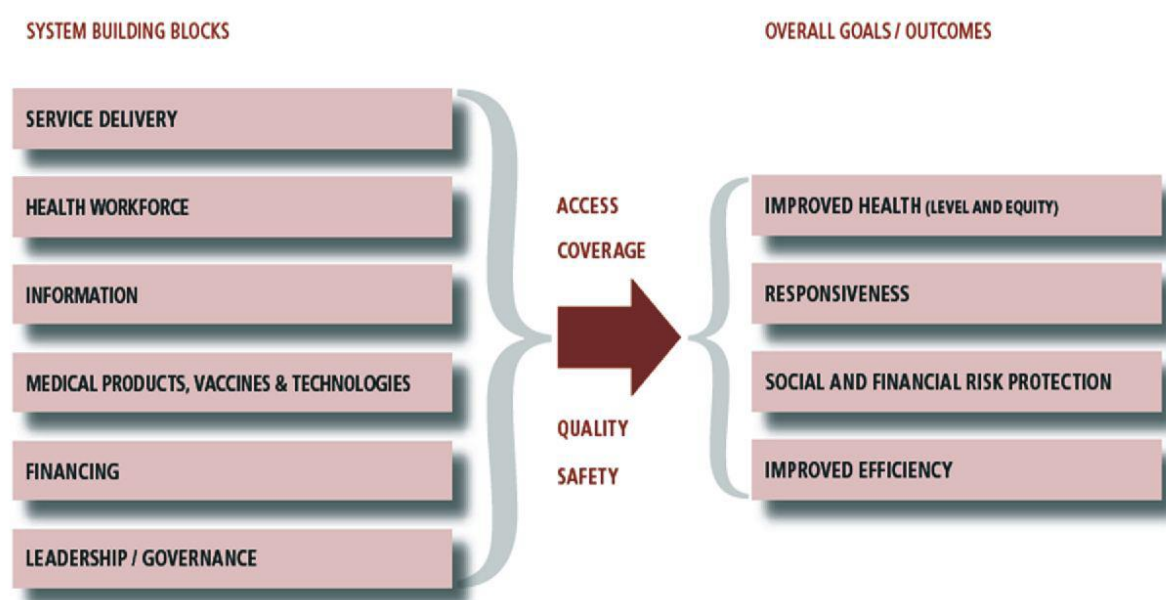 SYSTEM BUILDING BLOCKS
SERVICE DELIVERY
HEALTH WORKFORCE
INFORMATION
MEDICAL PRODUCTS, VACCINES & TECHNOLOGIES
FINANCING
LEADERSHIP / GOVERNANCE
ACCESS
COVERAGE
QUALITY
SAFETY
OVERALL GOALS / OUTCOMES
IMPROVED HEALTH (LEVEL AND EQUITY)
RESPONSIVENESS
SOCIAL AND FINANCIAL RISK PROTECTION
IMPROVED EFFICIENCY